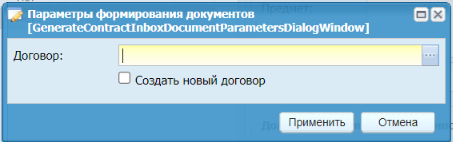 Параметры формирования документов
[GenerateContractInboxDocumentParametersDialogWindow]
Договор:
Создать новый договор
Применить Отмена